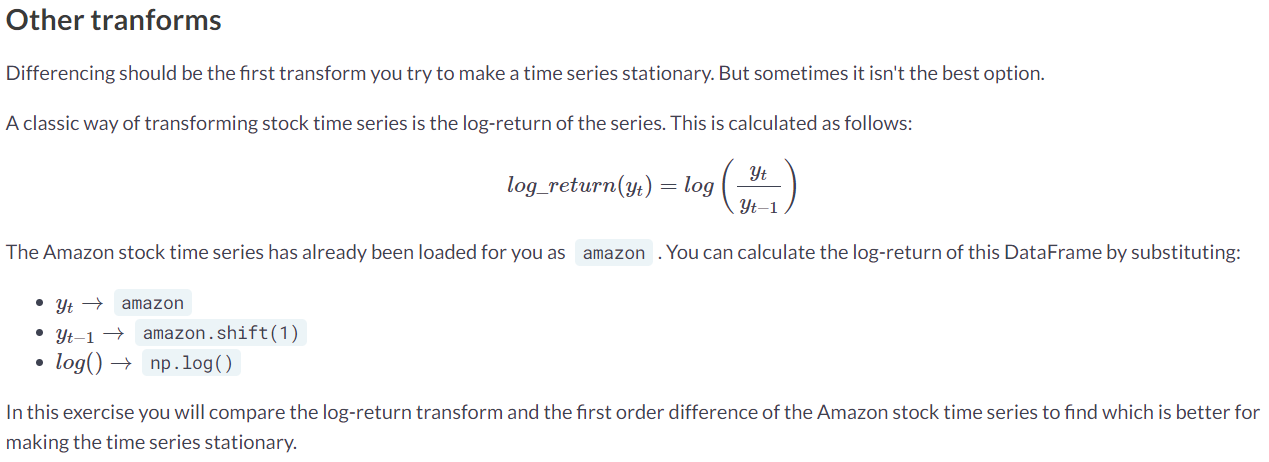 Other tranforms
Differencing should be the first transform you try to make a time series stationary. But sometimes it isn't the best option.
A classic way of transforming stock time series is the log-return of the series. This is calculated as follows:
log_return(y_t) = log(y_t / y_{t-1})
The Amazon stock time series has already been loaded for you as amazon . You can calculate the log-return of this DataFrame by substituting:
• y_t → amazon
• y_{t-1} → amazon.shift(1)
• log() → np.log()
In this exercise you will compare the log-return transform and the first order difference of the Amazon stock time series to find which is better for
making the time series stationary.